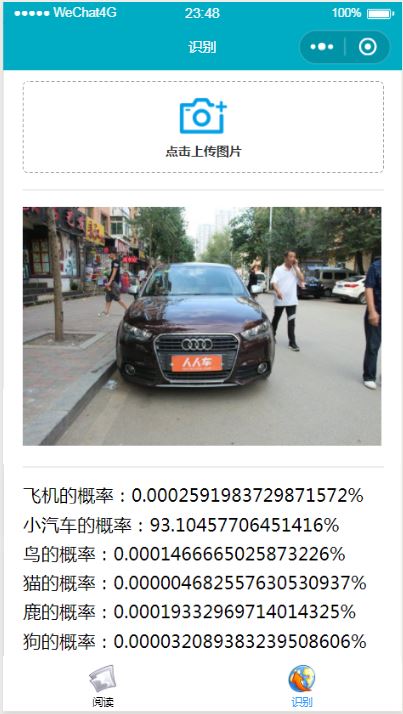 WeChat4G 23:48 100%
识别
点击上传图片
人人车
飞机的概率：0.0002591983729871572%
小汽车的概率：93.10457706451416%
鸟的概率：0.0001466665025873226%
猫的概率：0.000004682557630530937%
鹿的概率：0.00019332969714014325%
狗的概率：0.000032089383239508606%
阅读 识别